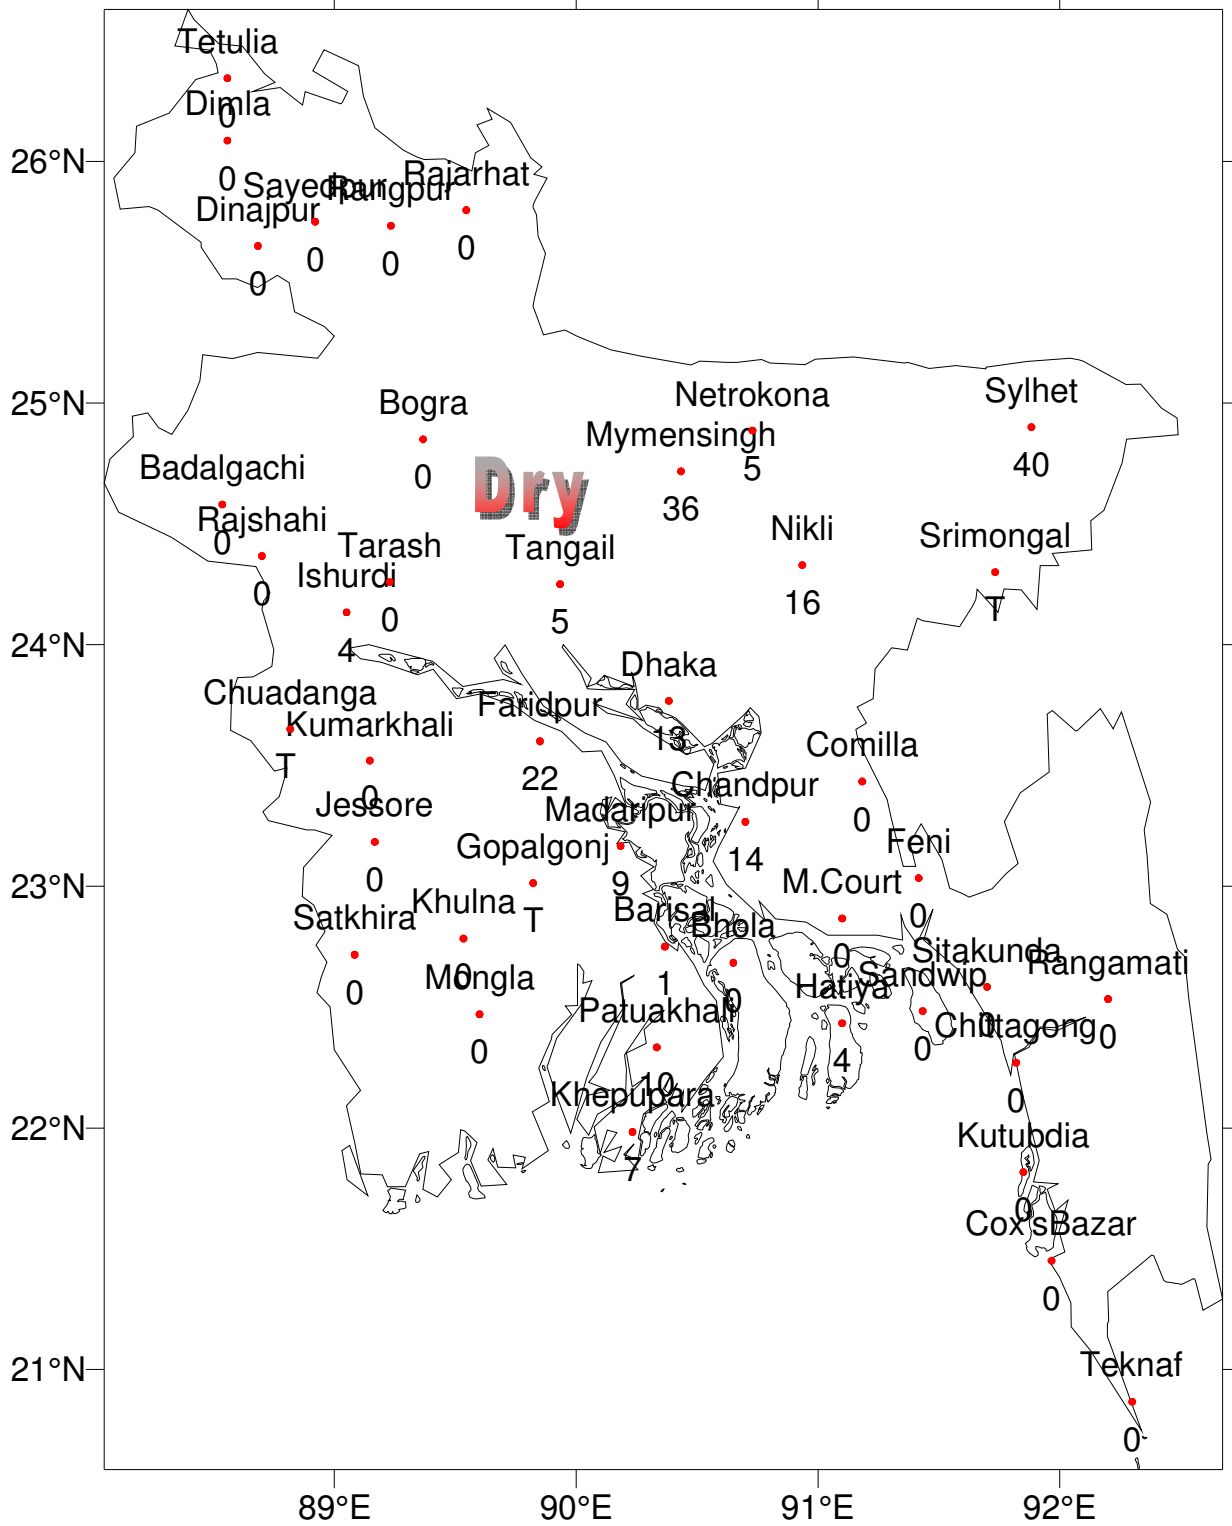 Tetulia
0
Dimla
0
26°N
Sayedpur
0
Rangpur
0
Rajarhat
0
Dinajpur
0
25°N
Bogra
0
Netrokona
5
Sylhet
40
Mymensingh
36
Badalgachi
0
Dry
Rajshahi
0
Tarash
0
Tangail
5
Nikli
16
Srimongal
T
Ishurdi
4
24°N
Dhaka
13
Chuadanga
T
Kumarkhali
0
Faridpur
22
Comilla
0
Chandpur
14
Jessore
0
Madaripur
9
Gopalgonj
T
Feni
0
23°N
M.Court
0
Satkhira
0
Khulna
0
Barisal
1
Bhola
0
Sitakunda
0
Rangamati
0
Mongla
0
Sandwip
0
Hatiya
4
Patuakhali
10
Chittagong
0
22°N
Khepupara
7
Kutubdia
0
Cox'sBazar
0
21°N
Teknaf
0
89°E
90°E
91°E
92°E